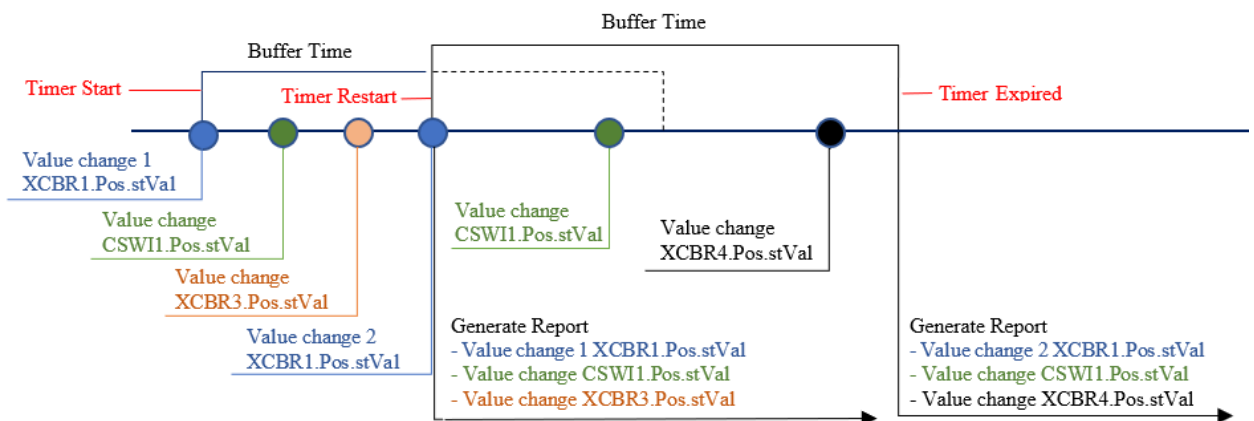 Buffer Time
Buffer Time
Timer Start
Timer Restart
Timer Expired
Value change 1
XCBR1.Pos.stVal
Value change
CSWI1.Pos.stVal
Value change
XCBR3.Pos.stVal
Value change 2
XCBR1.Pos.stVal
Value change
CSWI1.Pos.stVal
Value change
XCBR4.Pos.stVal
Generate Report
- Value change 1 XCBR1.Pos.stVal
- Value change CSWI1.Pos.stVal
- Value change XCBR3.Pos.stVal
Generate Report
- Value change 2 XCBR1.Pos.stVal
- Value change CSWI1.Pos.stVal
- Value change XCBR4.Pos.stVal